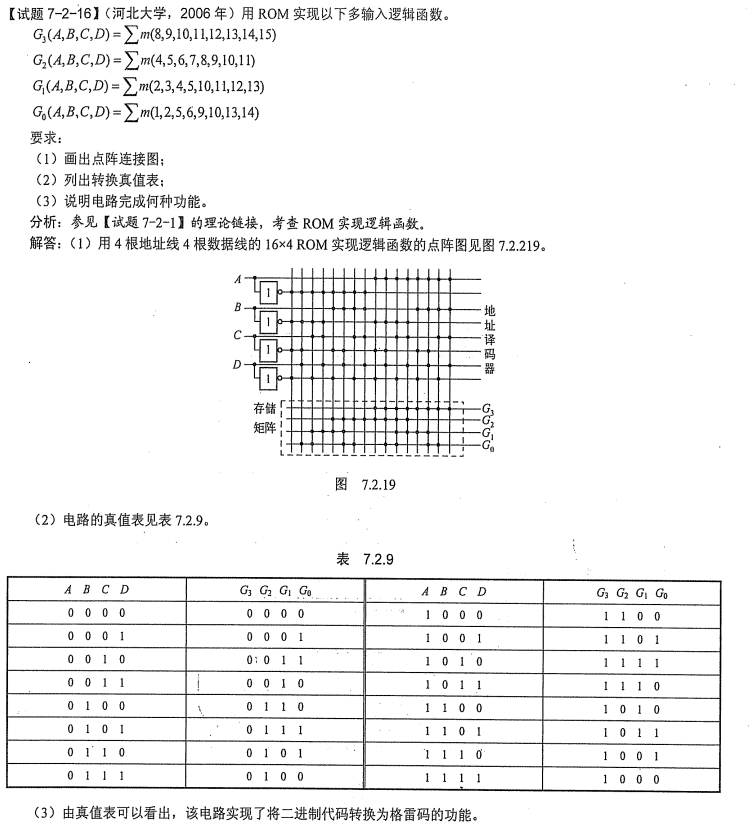 【试题 7-2-16】（河北大学，2006 年）用 ROM 实现以下多输入逻辑函数。
G₃(A,B,C,D)=∑m(8,9,10,11,12,13,14,15)
G₂(A,B,C,D)=∑m(4,5,6,7,8,9,10,11)
G₁(A,B,C,D)=∑m(2,3,4,5,10,11,12,13)
G₀(A,B,C,D)=∑m(1,2,5,6,9,10,13,14)
要求：
（1）画出点阵连接图；
（2）列出转换真值表；
（3）说明电路完成何种功能。
分析：参见【试题 7-2-1】的理论链接，考查 ROM 实现逻辑函数。
解答：（1）用 4 根地址线 4 根数据线的 16×4 ROM 实现逻辑函数的点阵图见图 7.2.219。
A
1
B
1
C
1
D
1
地址译码器
存储
矩阵
G₃
G₂
G₁
G₀
图 7.2.19
（2）电路的真值表见表 7.2.9。
表 7.2.9
A B C D G₃ G₂ G₁ G₀ A B C D G₃ G₂ G₁ G₀
0 0 0 0 0 0 0 0 1 0 0 0 1 1 0 0
0 0 0 1 0 0 0 1 1 0 0 1 1 1 0 1
0 0 1 0 0 0 1 1 1 0 1 0 1 1 1 1
0 0 1 1 0 0 1 0 1 0 1 1 1 1 1 0
0 1 0 0 0 1 1 0 1 1 0 0 1 0 1 0
0 1 0 1 0 1 1 1 1 1 0 1 1 0 1 1
0 1 1 0 0 1 0 1 1 1 1 0 1 0 0 1
0 1 1 1 0 1 0 0 1 1 1 1 1 0 0 0
（3）由真值表可以看出，该电路实现了将二进制代码转换为格雷码的功能。